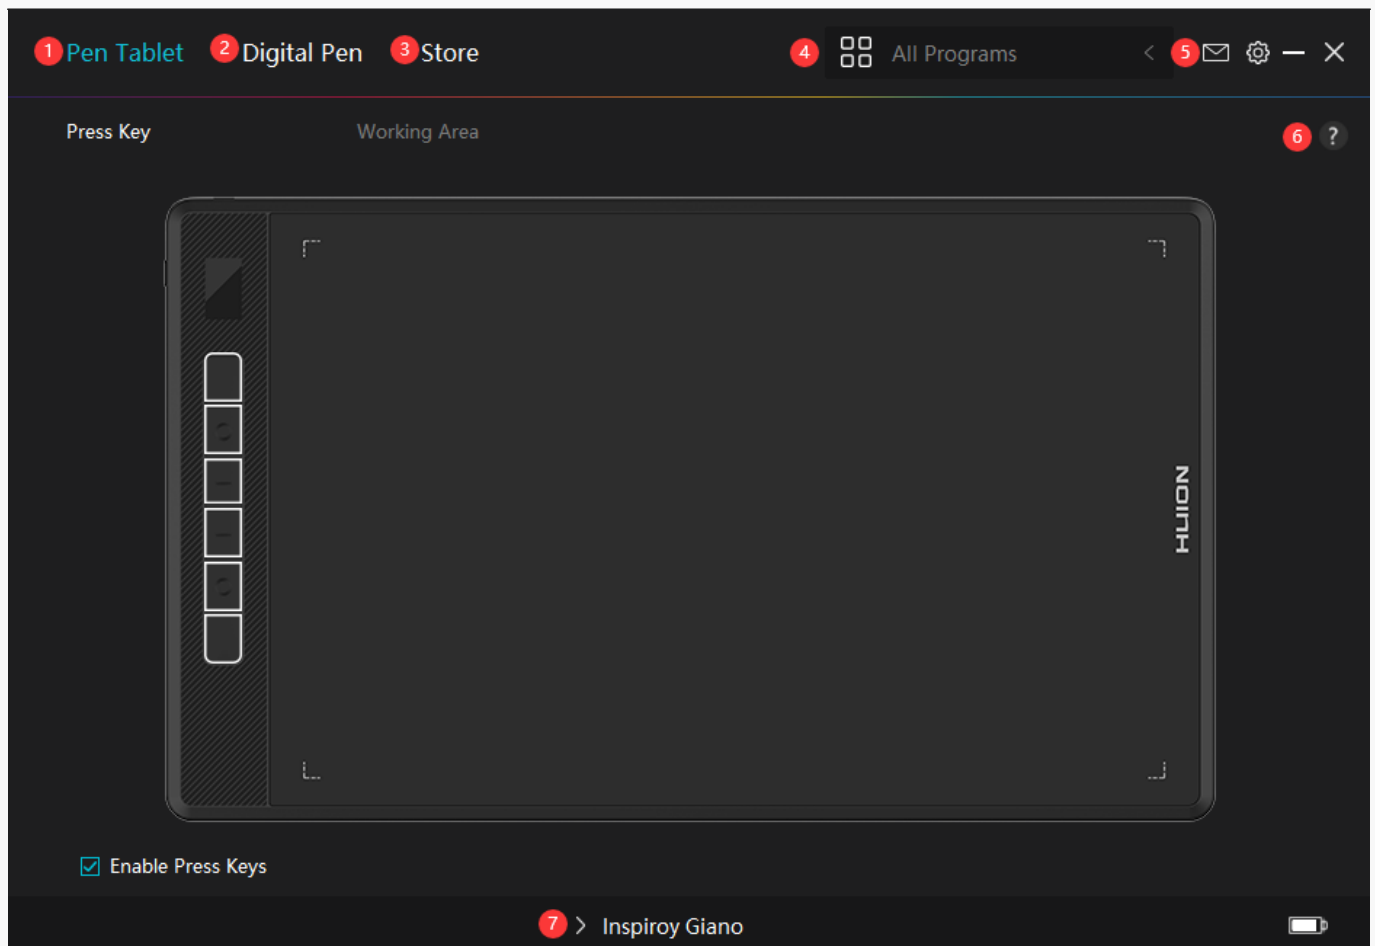 1 Pen Tablet 2 Digital Pen 3 Store 4 All Programs 5
Press Key Working Area 6 ?
HUION
Enable Press Keys
7 > Inspiroy Giano